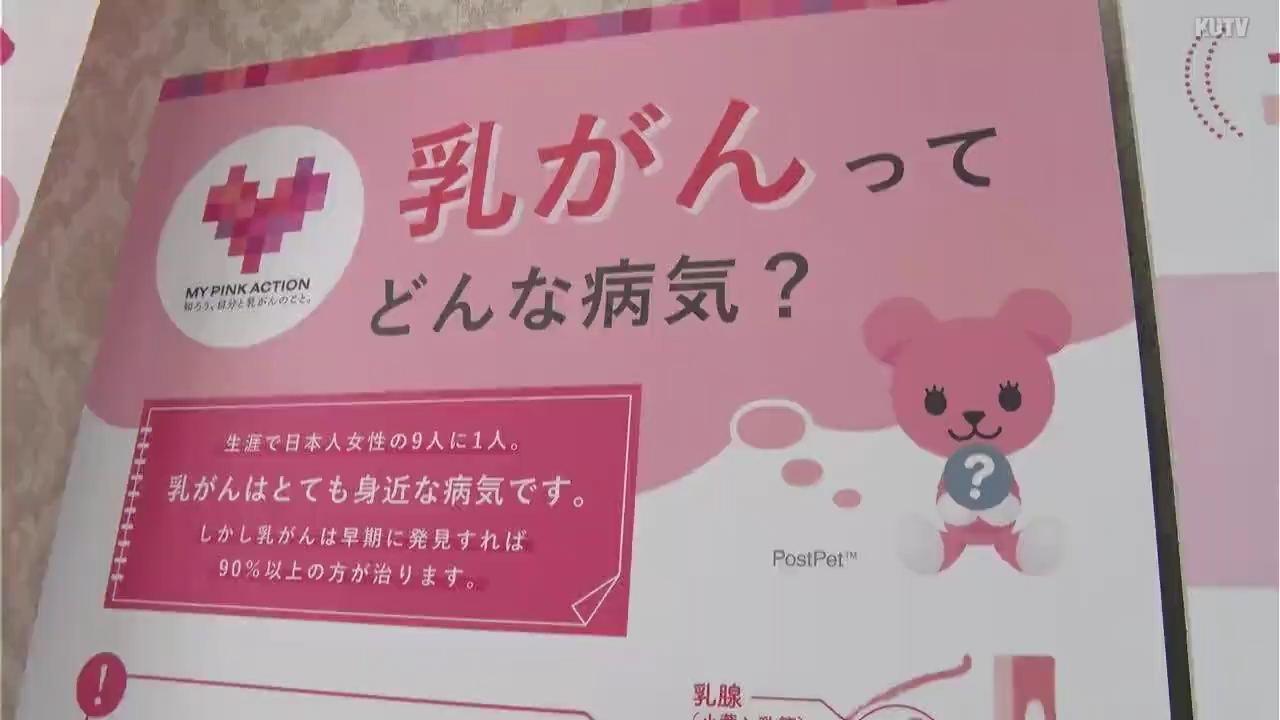 KUTV
乳がんって
どんな病気?
MY PINK ACTION
知ろう、自分と乳がんのこと。
生涯で日本人女性の9人に1人。
乳がんはとても身近な病気です。
しかし乳がんは早期に発見すれば
90%以上の方が治ります。
?
PostPet™
!
乳腺